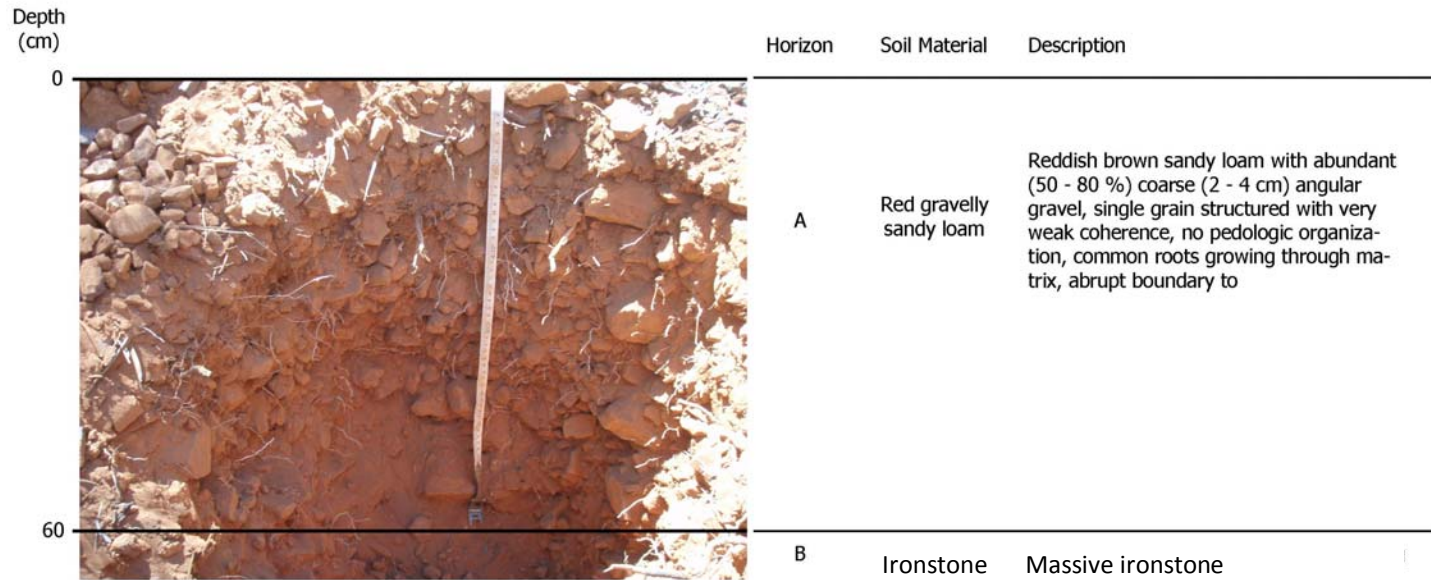 Depth
(cm)
Horizon Soil Material Description
0
A
Red gravelly
sandy loam
Reddish brown sandy loam with abundant
(50 - 80 %) coarse (2 - 4 cm) angular
gravel, single grain structured with very
weak coherence, no pedologic organiza-
tion, common roots growing through ma-
trix, abrupt boundary to
60
B Ironstone Massive ironstone